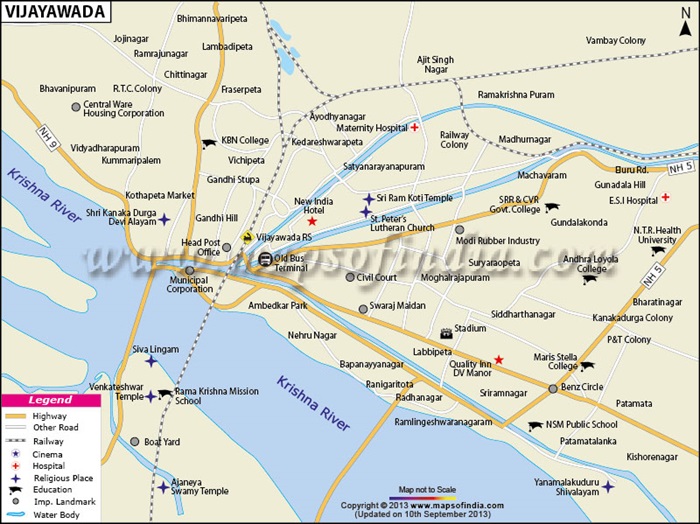 VIJAYAWADA
N
Bhimannavaripeta
Jojinagar
Lambadipeta
Ramrajunagar
Ajit Singh
Nagar
Vambay Colony
Chittinagar
Bhavanipuram
R.T.C. Colony
Fraserpeta
Ramakrishna Puram
Central Ware
Housing Corporation
Ayodhyanagar
Maternity Hospital
Railway
Colony
Madhurnagar
NH 9
KBN College
Kedareshwarapeta
Vidyadharapuram
Kummaripalem
Vichipeta
Satyanarayanapuram
Machavaram
Buru Rd.
NH 5
Gandhi Stupa
Gunadala Hill
Krishna River
Kothapeta Market
New India
Hotel
Sri Ram Koti Temple
SRR & CVR
Govt. College
E.S.I Hospital
Shri Kanaka Durga
Devi Alayam
Gandhi Hill
St. Peter's
Lutheran Church
Gundalakonda
Head Post
Office
Vijayawada RS
Modi Rubber Industry
N.T.R. Health
University
www.mapsofindia.com
Old Bus
Terminal
Suryaraopeta
Andhra Loyola
College
Municipal
Corporation
Civil Court
Moghalrajapuram
NH 5
Ambedkar Park
Swaraj Maidan
Siddharthanagar
Bharatinagar
Kanakadurga Colony
Nehru Nagar
Stadium
P&T Colony
Siva Lingam
Labbipeta
Bapanayyanagar
Quality Inn
DV Manor
Maris Stella
College
Krishna River
Venkateshwar
Temple
Rama Krishna Mission
School
Ranigaritota
Benz Circle
Radhanagar
Sriramnagar
Patamata
Legend
Highway
Other Road
Railway
Cinema
Hospital
Religious Place
Education
Imp. Landmark
Water Body
Ramlingeshwaranagaram
NSM Public School
Patamatalanka
Boat Yard
Kishorenagar
Ajaneya
Swamy Temple
Yanamalakuduru
Shivalayam
Map not to Scale
Copyright © 2013 www.mapsofindia.com
(Updated on 10th September 2013)